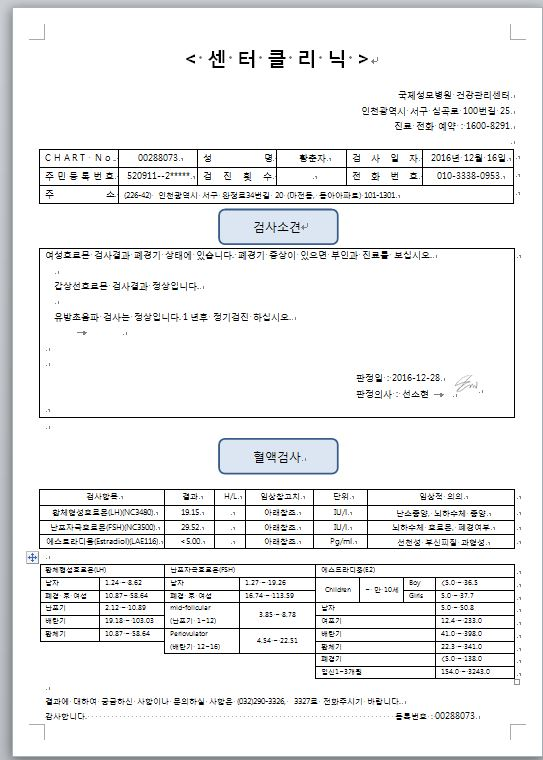 < 센 터 클 리 닉 >
국제성모병원 건강관리센터
인천광역시 서구 심곡로 100번길 25
진료 전화 예약 : 1600-8291
CHART No 00288073 성 명 황춘자 검 사 일 자 2016년 12월 16일
주민등록번호 520911--2***** 검 진 횟 수 전 화 번 호 010-3338-0953
주 소 (226-42) 인천광역시 서구 완정로34번길 20 (마전동, 동아아파트) 101-1301
검사소견
여성호르몬 검사결과 폐경기 상태에 있습니다. 폐경기 증상이 있으면 부인과 진료를 보십시오.
갑상선호르몬 검사결과 정상입니다.
유방초음파 검사는 정상입니다.1 년후 정기검진 하십시오.
판정일 : 2016-12-28
판정의사 : 선소현
혈액검사
검사항목 결과 H/L 임상참고치 단위 임상적 의의
황체형성호르몬(LH)(NC3480) 19.15 아래참조 IU/l 난소종양, 뇌하수체 종양
난포자극호르몬(FSH)(NC3500) 29.52 아래참조 IU/l 뇌하수체 호르몬, 폐경여부
에스트라디올(Estradiol)(LAE116) <5.00 아래참조 Pg/ml 선천성 부신피질 과형성
황체형성호르몬(LH) 난포자극호르몬(FSH) 에스트라디올(E2)
남자 1.24 – 8.62 남자 1.27 – 19.26 Children ~ 만 10세 Boy <5.0 – 36.5
폐경 후 여성 10.87– 58.64 폐경 후 여성 16.74 – 113.59 Girls 5.0 – 37.7
난포기 2.12 – 10.89 mid-follicular (난포기 1~12) 3.85 – 8.78 남자 5.0 – 50.8
배란기 19.18 – 103.03 여포기 12.4 – 233.0
황체기 10.87 – 58.64 Periovulator (배란기 12~16) 4.54 – 22.51 배란기 41.0 – 398.0
황체기 22.3 – 341.0
폐경기 <5.0 – 138.0
임신1~3개월 154.0 – 3243.0
결과에 대하여 궁금하신 사항이나 문의하실 사항은 (032)290-3326, 3327로 전화주시기 바랍니다.
감사합니다. 등록번호 : 00288073